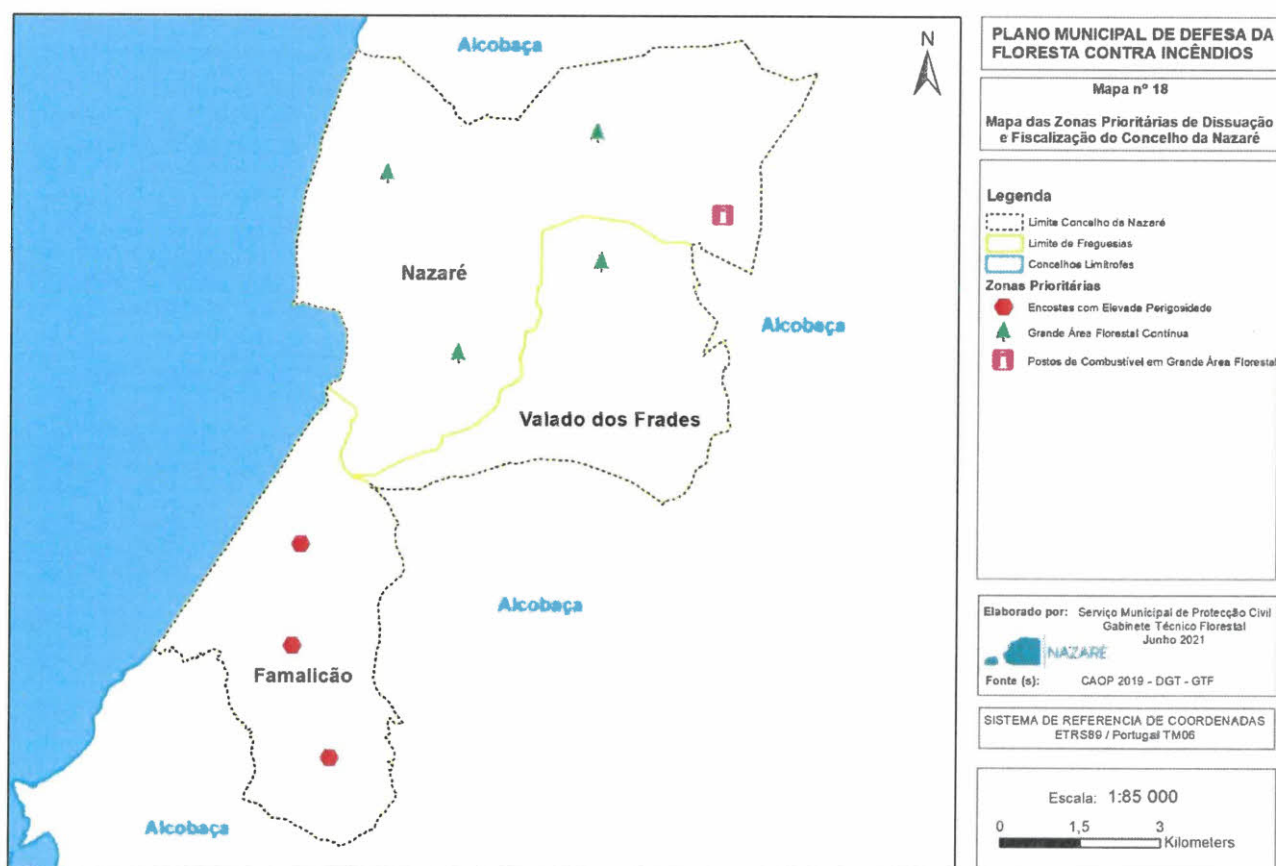 Alcobaça
N
Nazaré
Alcobaça
Valado dos Frades
Alcobaça
Famalicão
Alcobaça
PLANO MUNICIPAL DE DEFESA DA
FLORESTA CONTRA INCÊNDIOS
Mapa nº 18
Mapa das Zonas Prioritárias de Dissuação
e Fiscalização do Concelho da Nazaré
Legenda
Limite Concelho da Nazaré
Limite de Freguesias
Concelhos Limítrofes
Zonas Prioritárias
Encostas com Elevada Perigosidade
Grande Área Florestal Contínua
Postos de Combustível em Grande Área Florestal
Elaborado por: Serviço Municipal de Protecção Civil
Gabinete Técnico Florestal
Junho 2021
NAZARÉ
Fonte (s): CAOP 2019 - DGT - GTF
SISTEMA DE REFERENCIA DE COORDENADAS
ETRS89 / Portugal TM06
Escala: 1:85 000
0 1,5 3
Kilometers